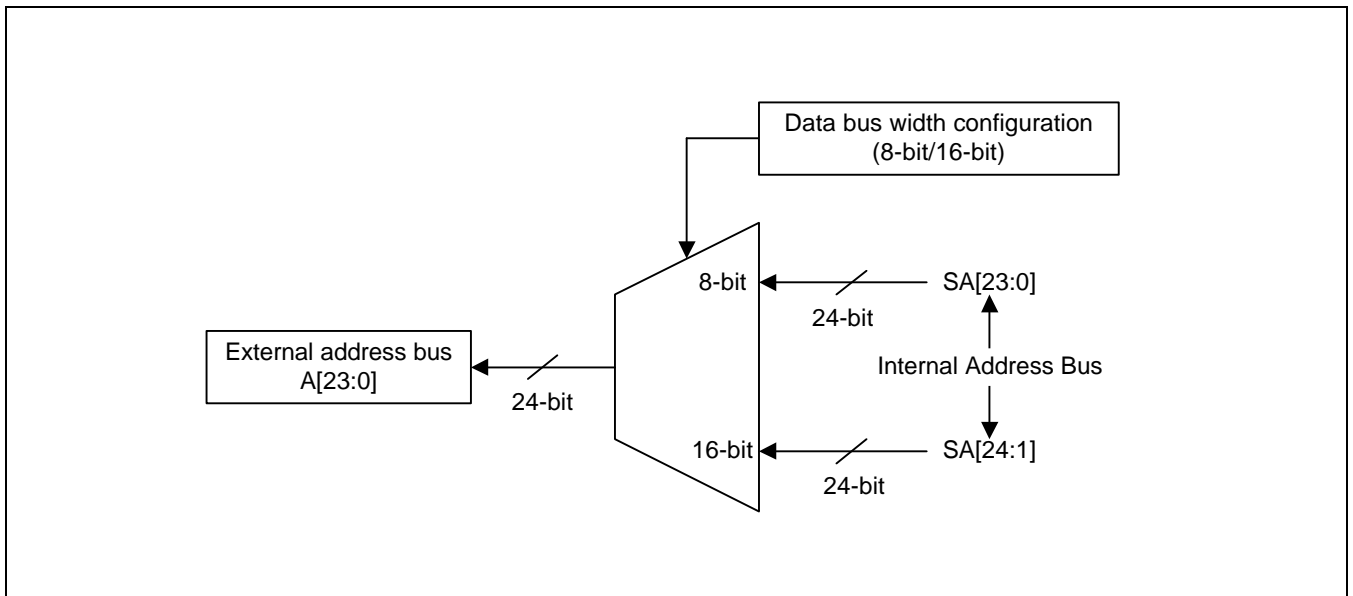 Data bus width configuration
(8-bit/16-bit)
8-bit
SA[23:0]
24-bit
External address bus
A[23:0]
24-bit
Internal Address Bus
16-bit
SA[24:1]
24-bit